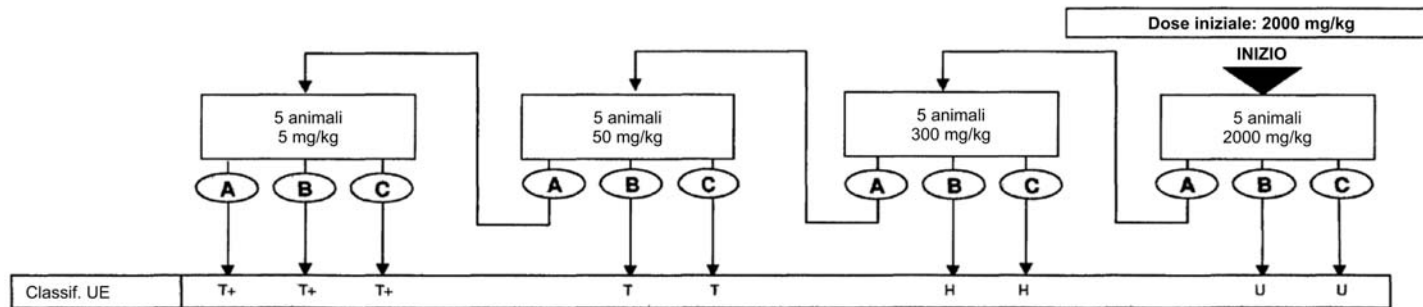 Dose iniziale: 2000 mg/kg
INIZIO
5 animali
5 mg/kg
5 animali
50 mg/kg
5 animali
300 mg/kg
5 animali
2000 mg/kg
A B C A B C A B C A B C
Classif. UE T+ T+ T+ T T H H U U